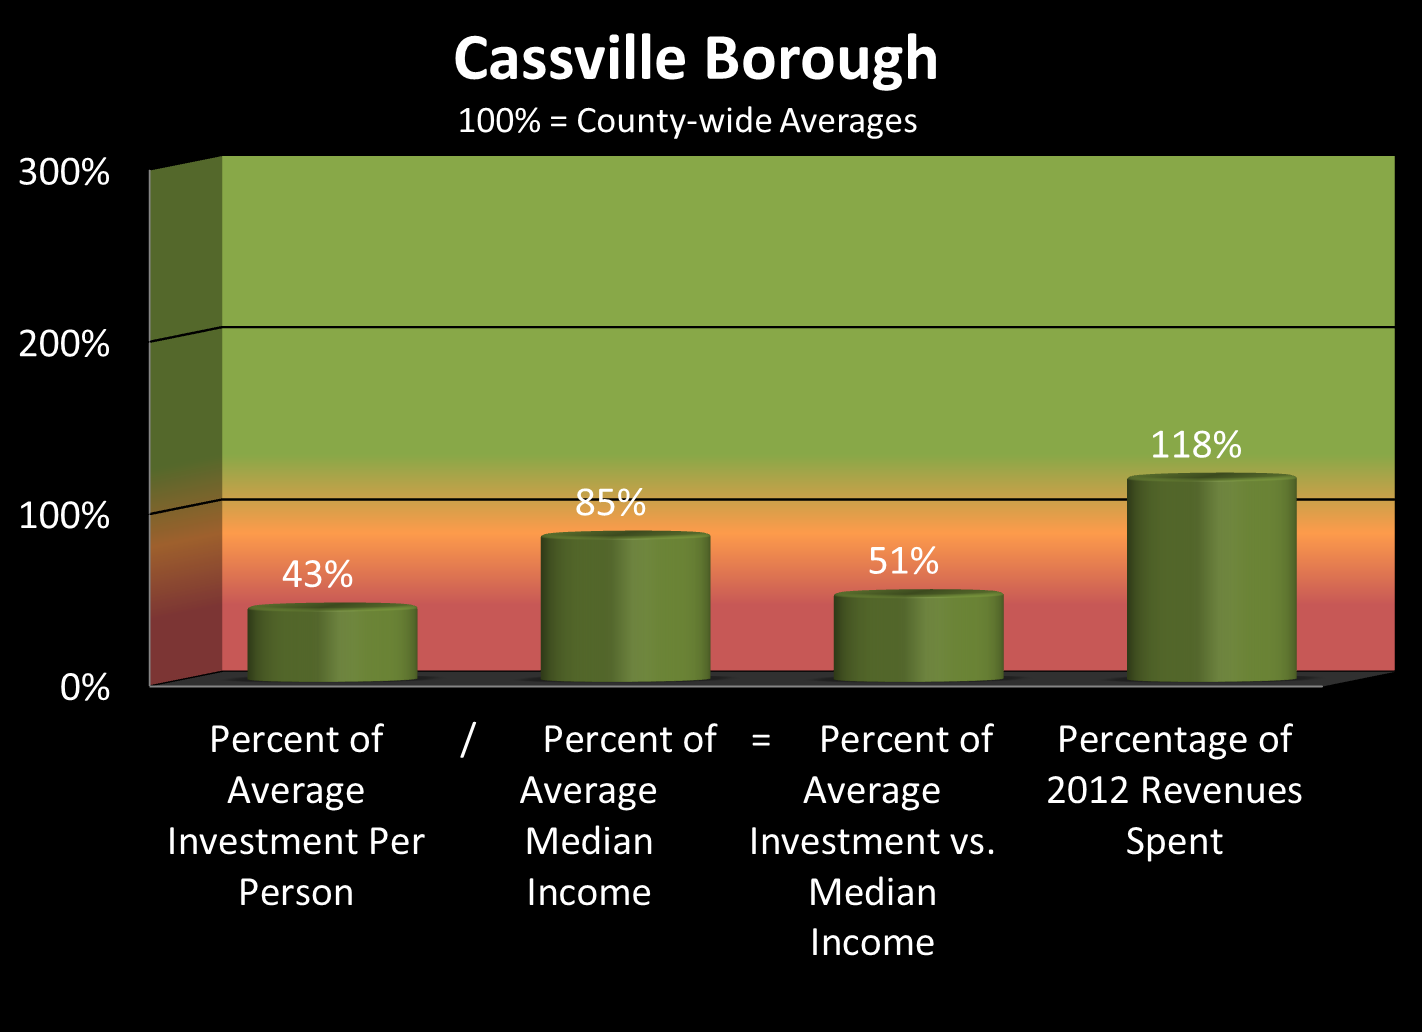 Cassville Borough
100% = County-wide Averages
300%
200%
100%
0%
43%
85%
51%
118%
Percent of / Percent of = Percent of Percentage of
Average Average Average 2012 Revenues
Investment Per Median Investment vs. Spent
Person Income Median
Income